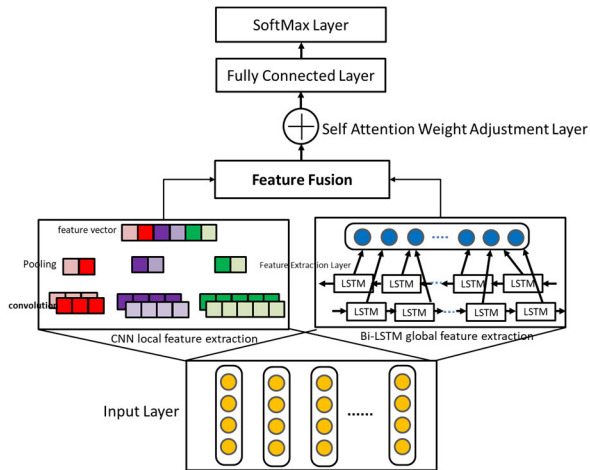 SoftMax Layer
Fully Connected Layer
Self Attention Weight Adjustment Layer
Feature Fusion
feature vector
Pooling
Feature Extraction Layer
convolution
LSTM LSTM LSTM LSTM
LSTM LSTM LSTM LSTM
CNN local feature extraction
Bi-LSTM global feature extraction
Input Layer